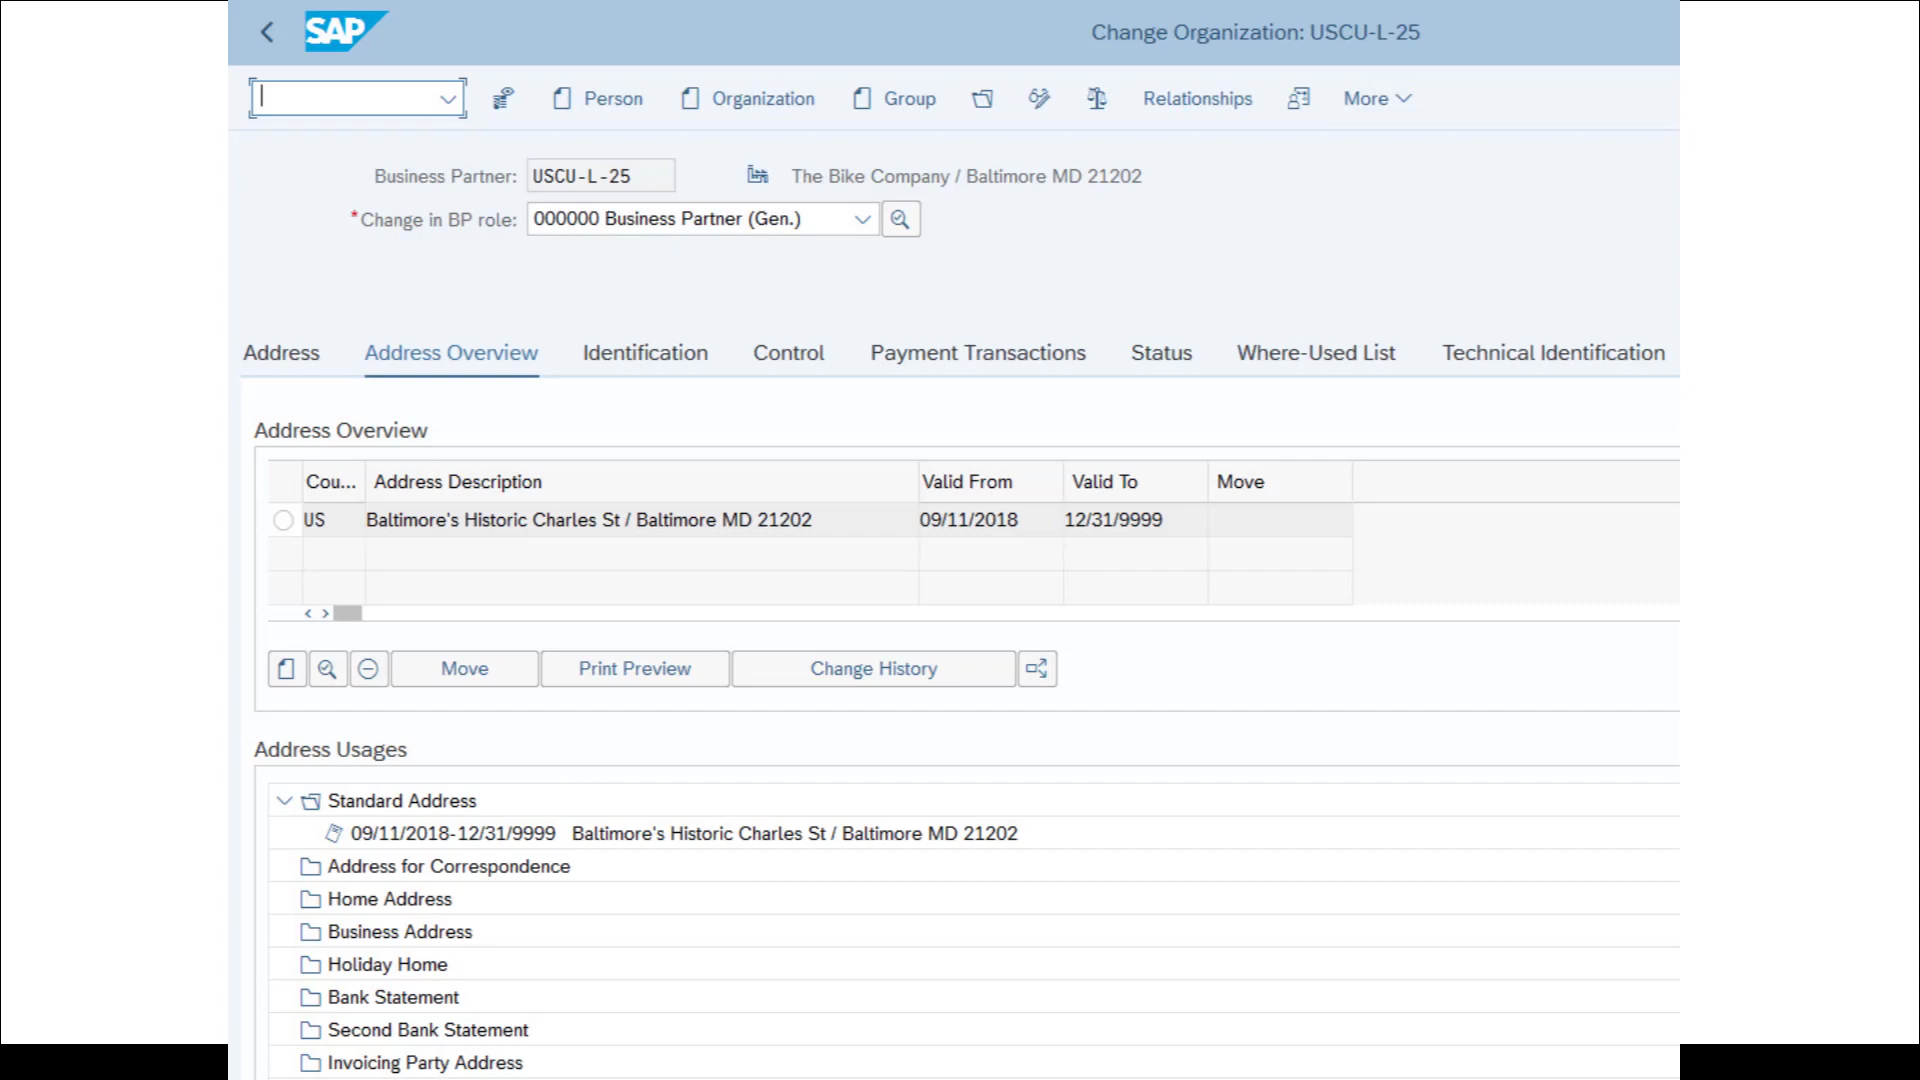 SAP Change Organization: USCU-L-25
Person Organization Group Relationships More
Business Partner: USCU-L-25 The Bike Company / Baltimore MD 21202
*Change in BP role: 000000 Business Partner (Gen.)
Address Address Overview Identification Control Payment Transactions Status Where-Used List Technical Identification
Address Overview
Cou... Address Description Valid From Valid To Move
US Baltimore's Historic Charles St / Baltimore MD 21202 09/11/2018 12/31/9999
Move Print Preview Change History
Address Usages
Standard Address
09/11/2018-12/31/9999 Baltimore's Historic Charles St / Baltimore MD 21202
Address for Correspondence
Home Address
Business Address
Holiday Home
Bank Statement
Second Bank Statement
Invoicing Party Address